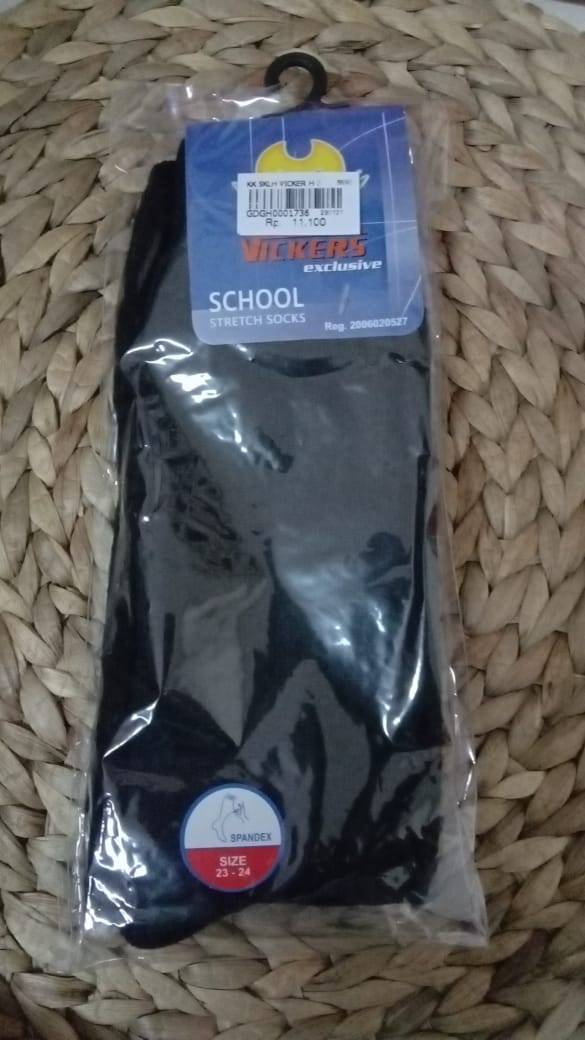 KK SKLH VICKER H
GDGH0001736
Rp. 11,100
VICKERS
exclusive
SCHOOL
STRETCH SOCKS
Reg. 2006020527
SPANDEX
SIZE
23 - 24